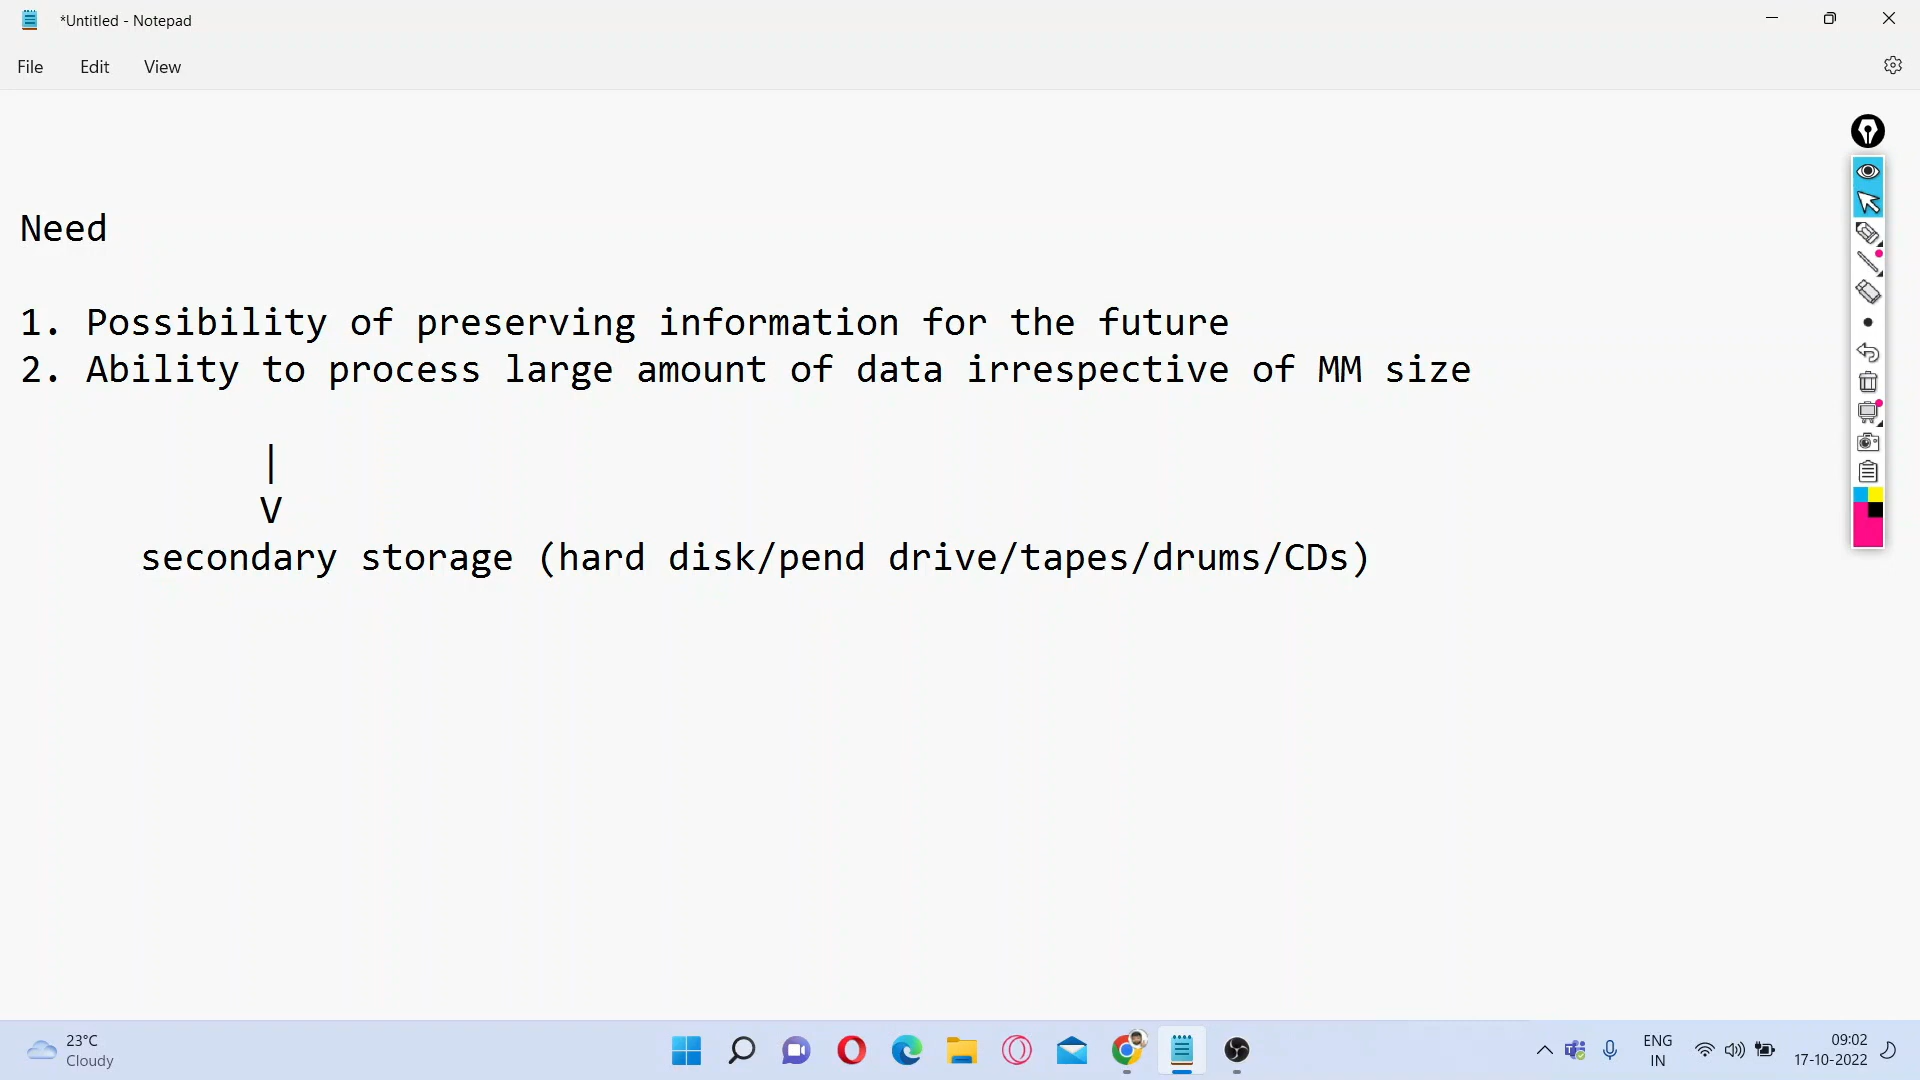 *Untitled - Notepad
File Edit View
Need
1. Possibility of preserving information for the future
2. Ability to process large amount of data irrespective of MM size
|
V
secondary storage (hard disk/pend drive/tapes/drums/CDs)
23°C
Cloudy
ENG
IN
09:02
17-10-2022